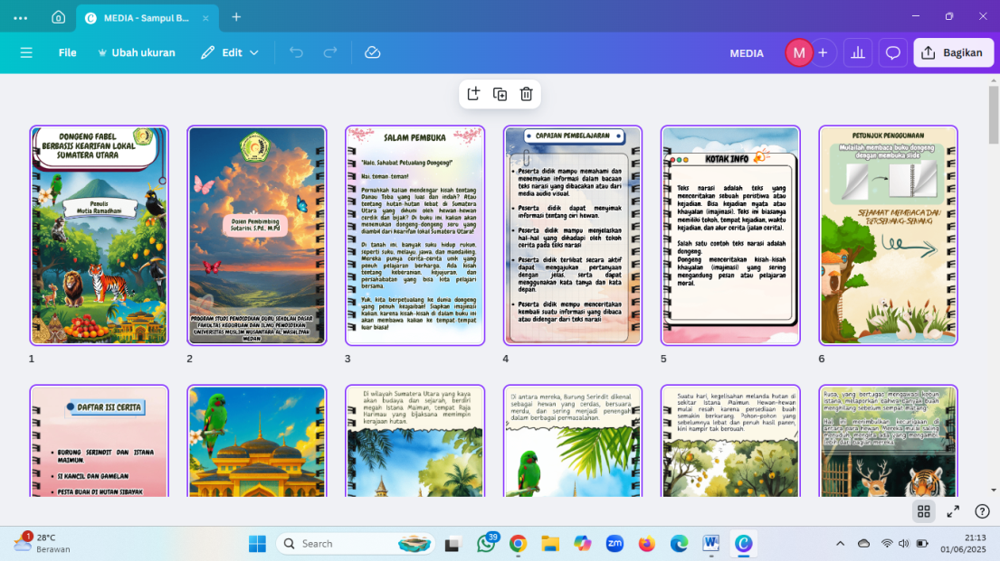 MEDIA - Sampul B...
File
Ubah ukuran
Edit
MEDIA
M
Bagikan
DONGENG FABEL
BERBASIS KEARIFAN LOKAL
SUMATERA UTARA
Penulis
Mutia Ramadhani
1
Dosen Pembimbing
Sutarini, S.Pd., M.Pd
PROGRAM STUDI PENDIDIKAN GURU SEKOLAH DASAR
FAKULTAS KEGURUAN DAN ILMU PENDIDIKAN
UNIVERSITAS MUSLIM NUSANTARA AL WASHLIYAH
MEDAN
2
SALAM PEMBUKA
"Halo, Sahabat Petualang Dongeng!"
Hai, teman-teman!
Pernahkah kalian mendengar kisah tentang
Danau Toba yang luas dan indah? Atau
tentang hutan-hutan lebat di Sumatera
Utara yang dihuni oleh hewan-hewan
cerdik dan bijak? Di buku ini, kalian akan
menemukan dongeng-dongeng seru yang
diambil dari kearifan lokal Sumatera Utara!
Di tanah ini, banyak suku hidup rukun,
seperti suku, melayu, jawa, dan mandailing.
Mereka punya cerita-cerita unik yang
penuh pelajaran berharga. Ada kisah
tentang keberanian, kejujuran, dan
persahabatan yang bisa kita pelajari
bersama.
Yuk, kita berpetualang ke dunia dongeng
yang penuh keajaiban! Siapkan imajinasi
kalian, karena kisah-kisah di dalam buku ini
akan membawa kalian ke tempat-tempat
luar biasa!
3
CAPAIAN PEMBELAJARAN
• Peserta didik mampu memahami dan
menemukan informasi dalam bacaan
teks narasi yang dibacakan atau dari
media audio visual.
• Peserta didik dapat menyimak
informasi tentang ciri hewan.
• Peserta didik mampu menjelaskan
hal-hal yang dihadapi oleh tokoh
cerita pada teks narasi
• Peserta didik terlibat secara aktif
dapat mengajukan pertanyaan
dengan jelas, serta dapat
menggunakan kata tanya dan kata
depan.
• Peserta didik mempu menceritakan
kembali suatu informasi yang dibaca
atau didengar dari teks narasi
4
KOTAK INFO
Teks narasi adalah teks yang
menceritakan sebuah peristiwa atau
kejadian. Bisa kejadian nyata atau
khayalan (imajinasi). Teks ini biasanya
memiliki tokoh, tempat kejadian, waktu
kejadian, dan alur cerita (jalan cerita).
Salah satu contoh teks narasi adalah
dongeng.
Dongeng menceritakan kisah-kisah
khayalan (imajinasi) yang sering
mengandung pesan atau pelajaran
moral.
5
PETUNJUK PENGGUNAAN
Mulailah membaca buku dongeng
dengan membuka slide
SELAMAT MEMBACA DAN
BERSENANG-SENANG
6
DAFTAR ISI CERITA
• BURUNG SERINDIT DAN ISTANA
MAIMUN.
• SI KANCIL DAN GAMELAN
• PESTA BUAH DI HUTAN SIBAYAK
Di wilayah Sumatera Utara yang kaya
akan budaya dan sejarah, berdiri
megah Istana Maimun, tempat Raja
Harimau yang bijaksana memimpin
kerajaan hutan.
Di antara mereka, Burung Serindit dikenal
sebagai hewan yang cerdas, bersuara
merdu, dan sering menjadi penengah
dalam berbagai permasalahan.
Suatu hari, kegelisahan melanda hutan di
sekitar Istana Maimun. Hewan-hewan
mulai resah karena persediaan buah
semakin berkurang. Pohon-pohon yang
sebelumnya lebat dan penuh hasil panen,
kini hampir tak berbuah.
Rusa, yang bertugas mengawasi kebun
istana, melaporkan bahwa banyak buah
menghilang sebelum sempat matang.
Hal ini menimbulkan kecurigaan di
antara para hewan. Mereka mulai saling
menuduh, mengira ada yang mengambil
lebih dari bagian mereka.
1
28°C
Berawan
Search
39
zm
21:13
01/06/2025